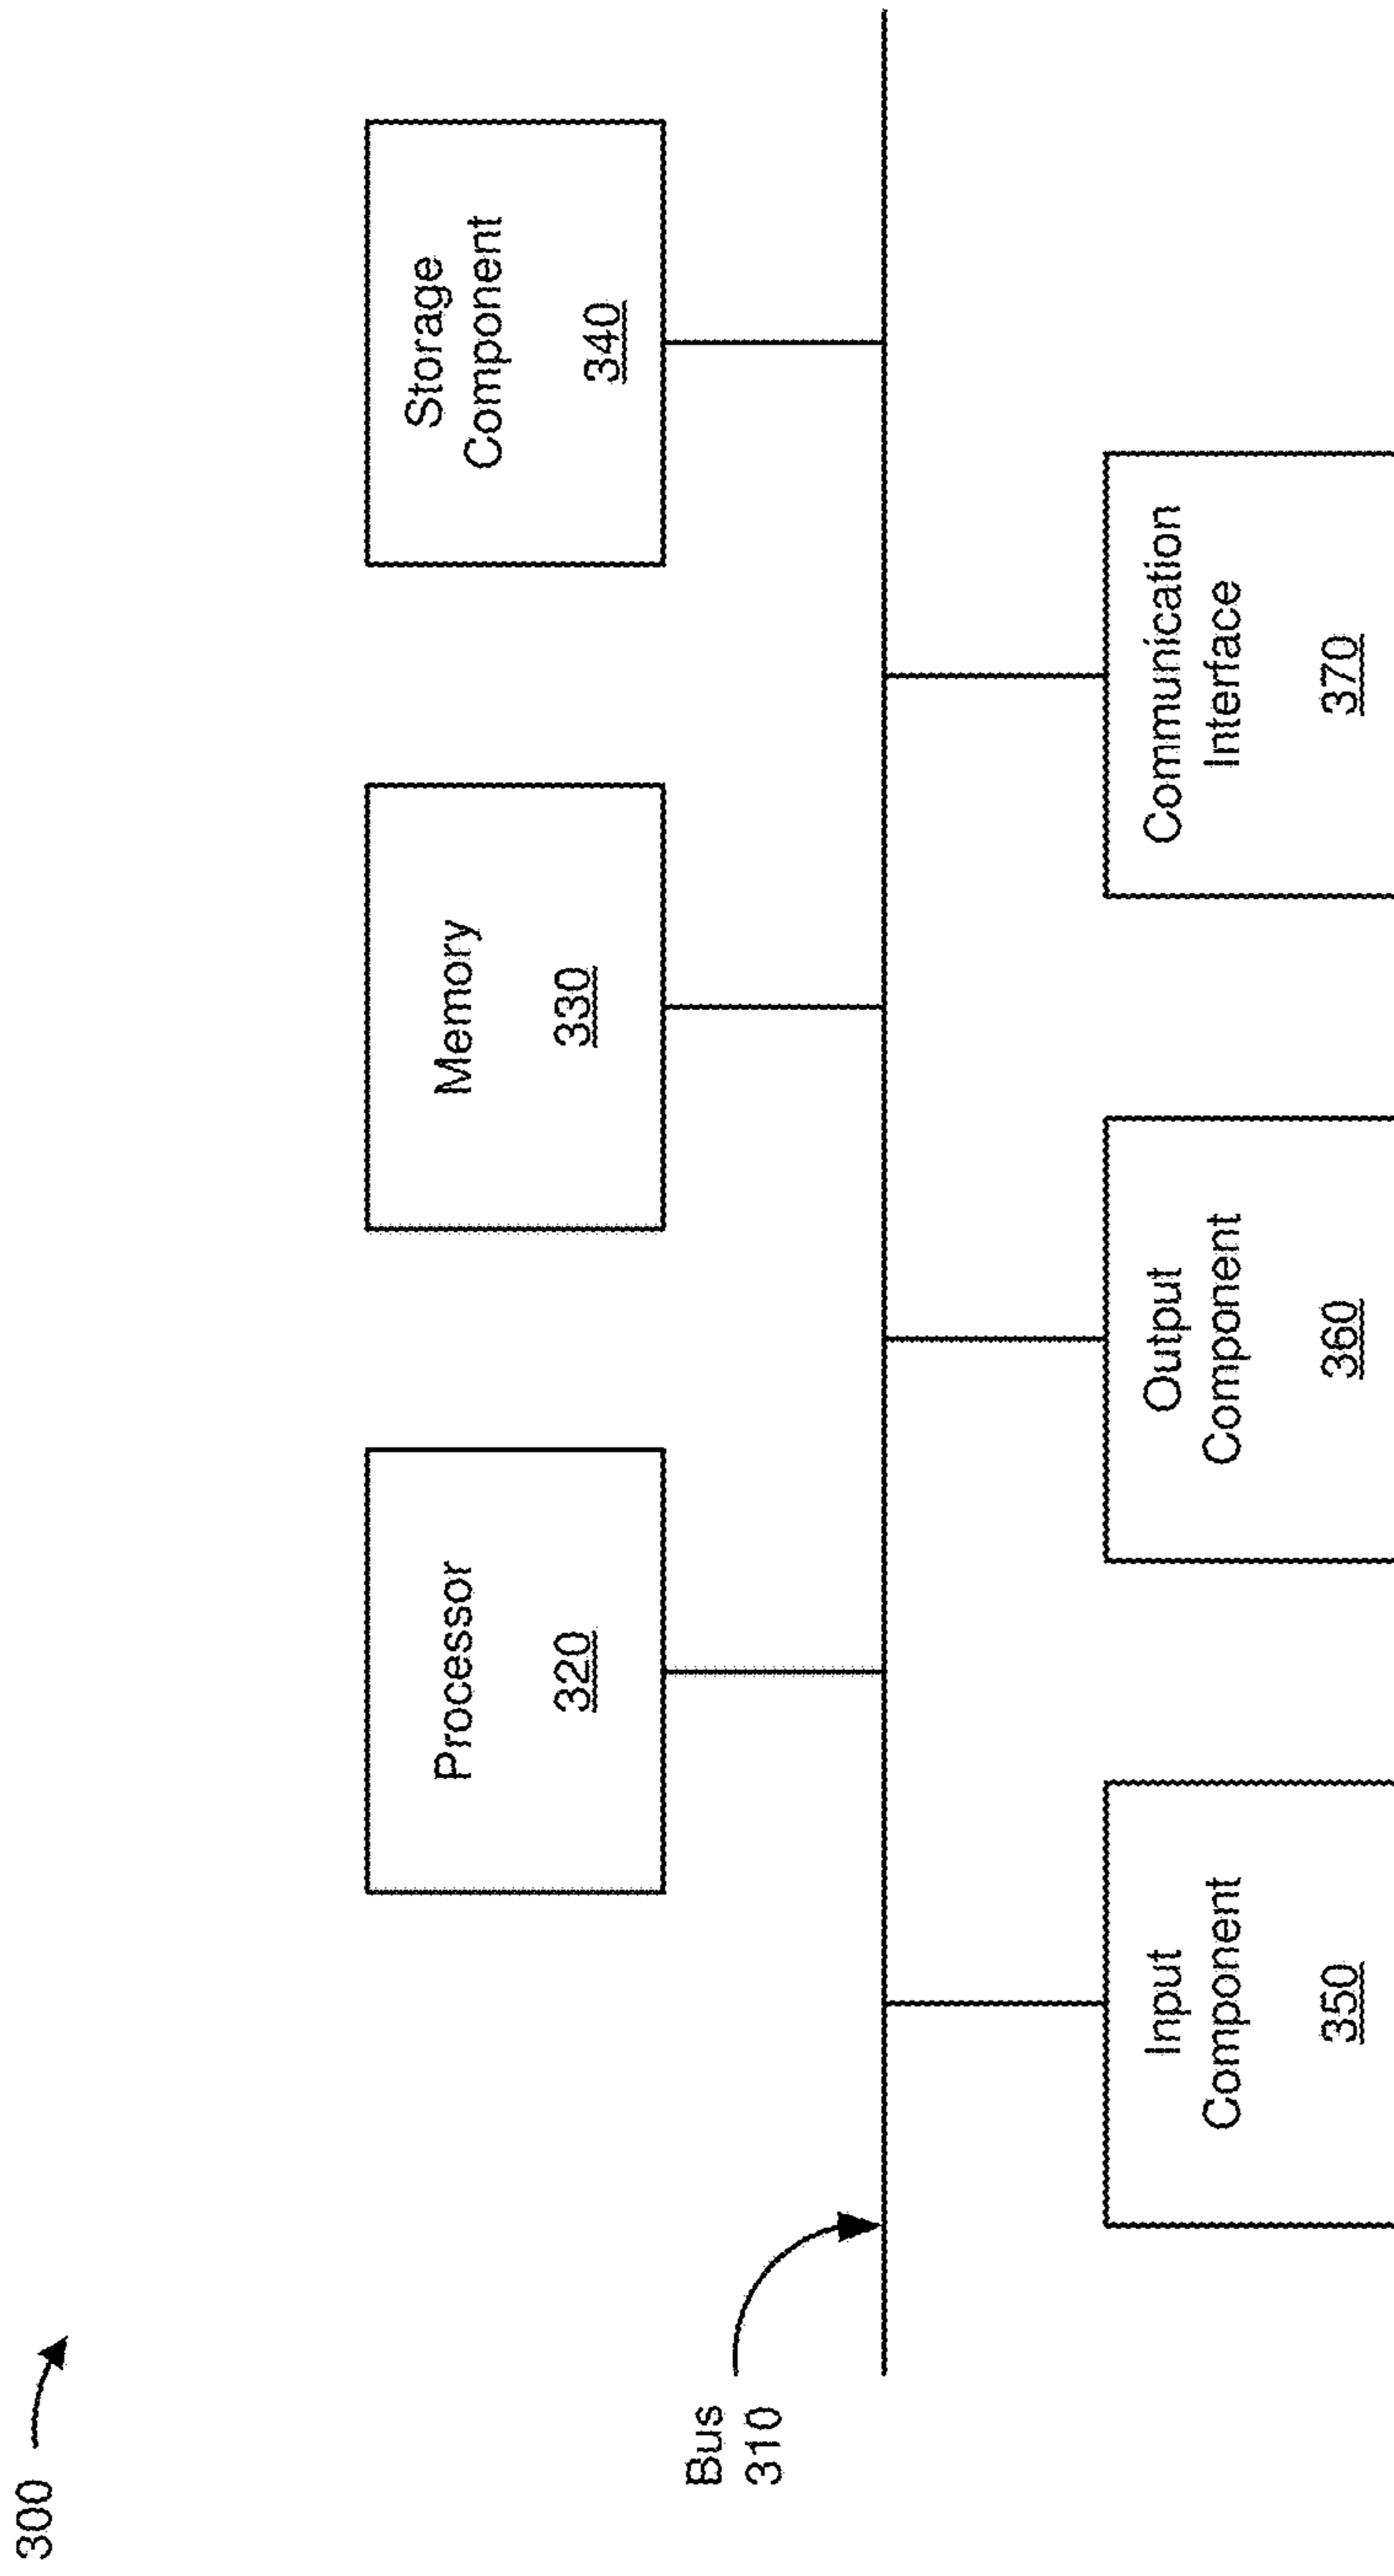 300
Processor
320
Memory
330
Storage
Component
340
Bus
310
Input
Component
350
Output
Component
360
Communication
Interface
370